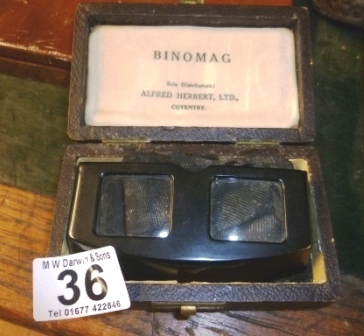 BINOMAG
Sole Distributors:
ALFRED HERBERT, LTD.,
COVENTRY.
M W Darwin & Sons
36
Tel 01677 422846